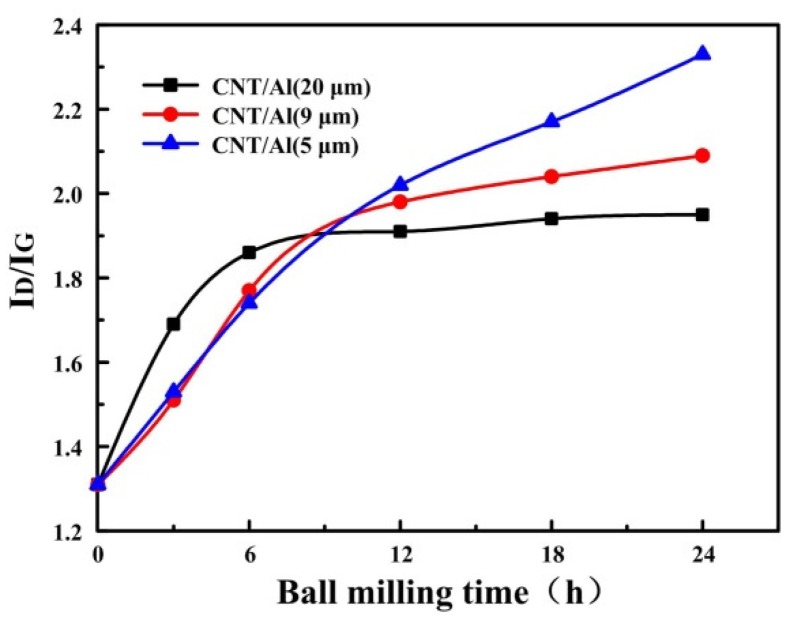 2.4
2.2
2.0
1.8
1.6
1.4
1.2
CNT/Al(20 μm)
CNT/Al(9 μm)
CNT/Al(5 μm)
ID/IG
0 6 12 18 24
Ball milling time（h）